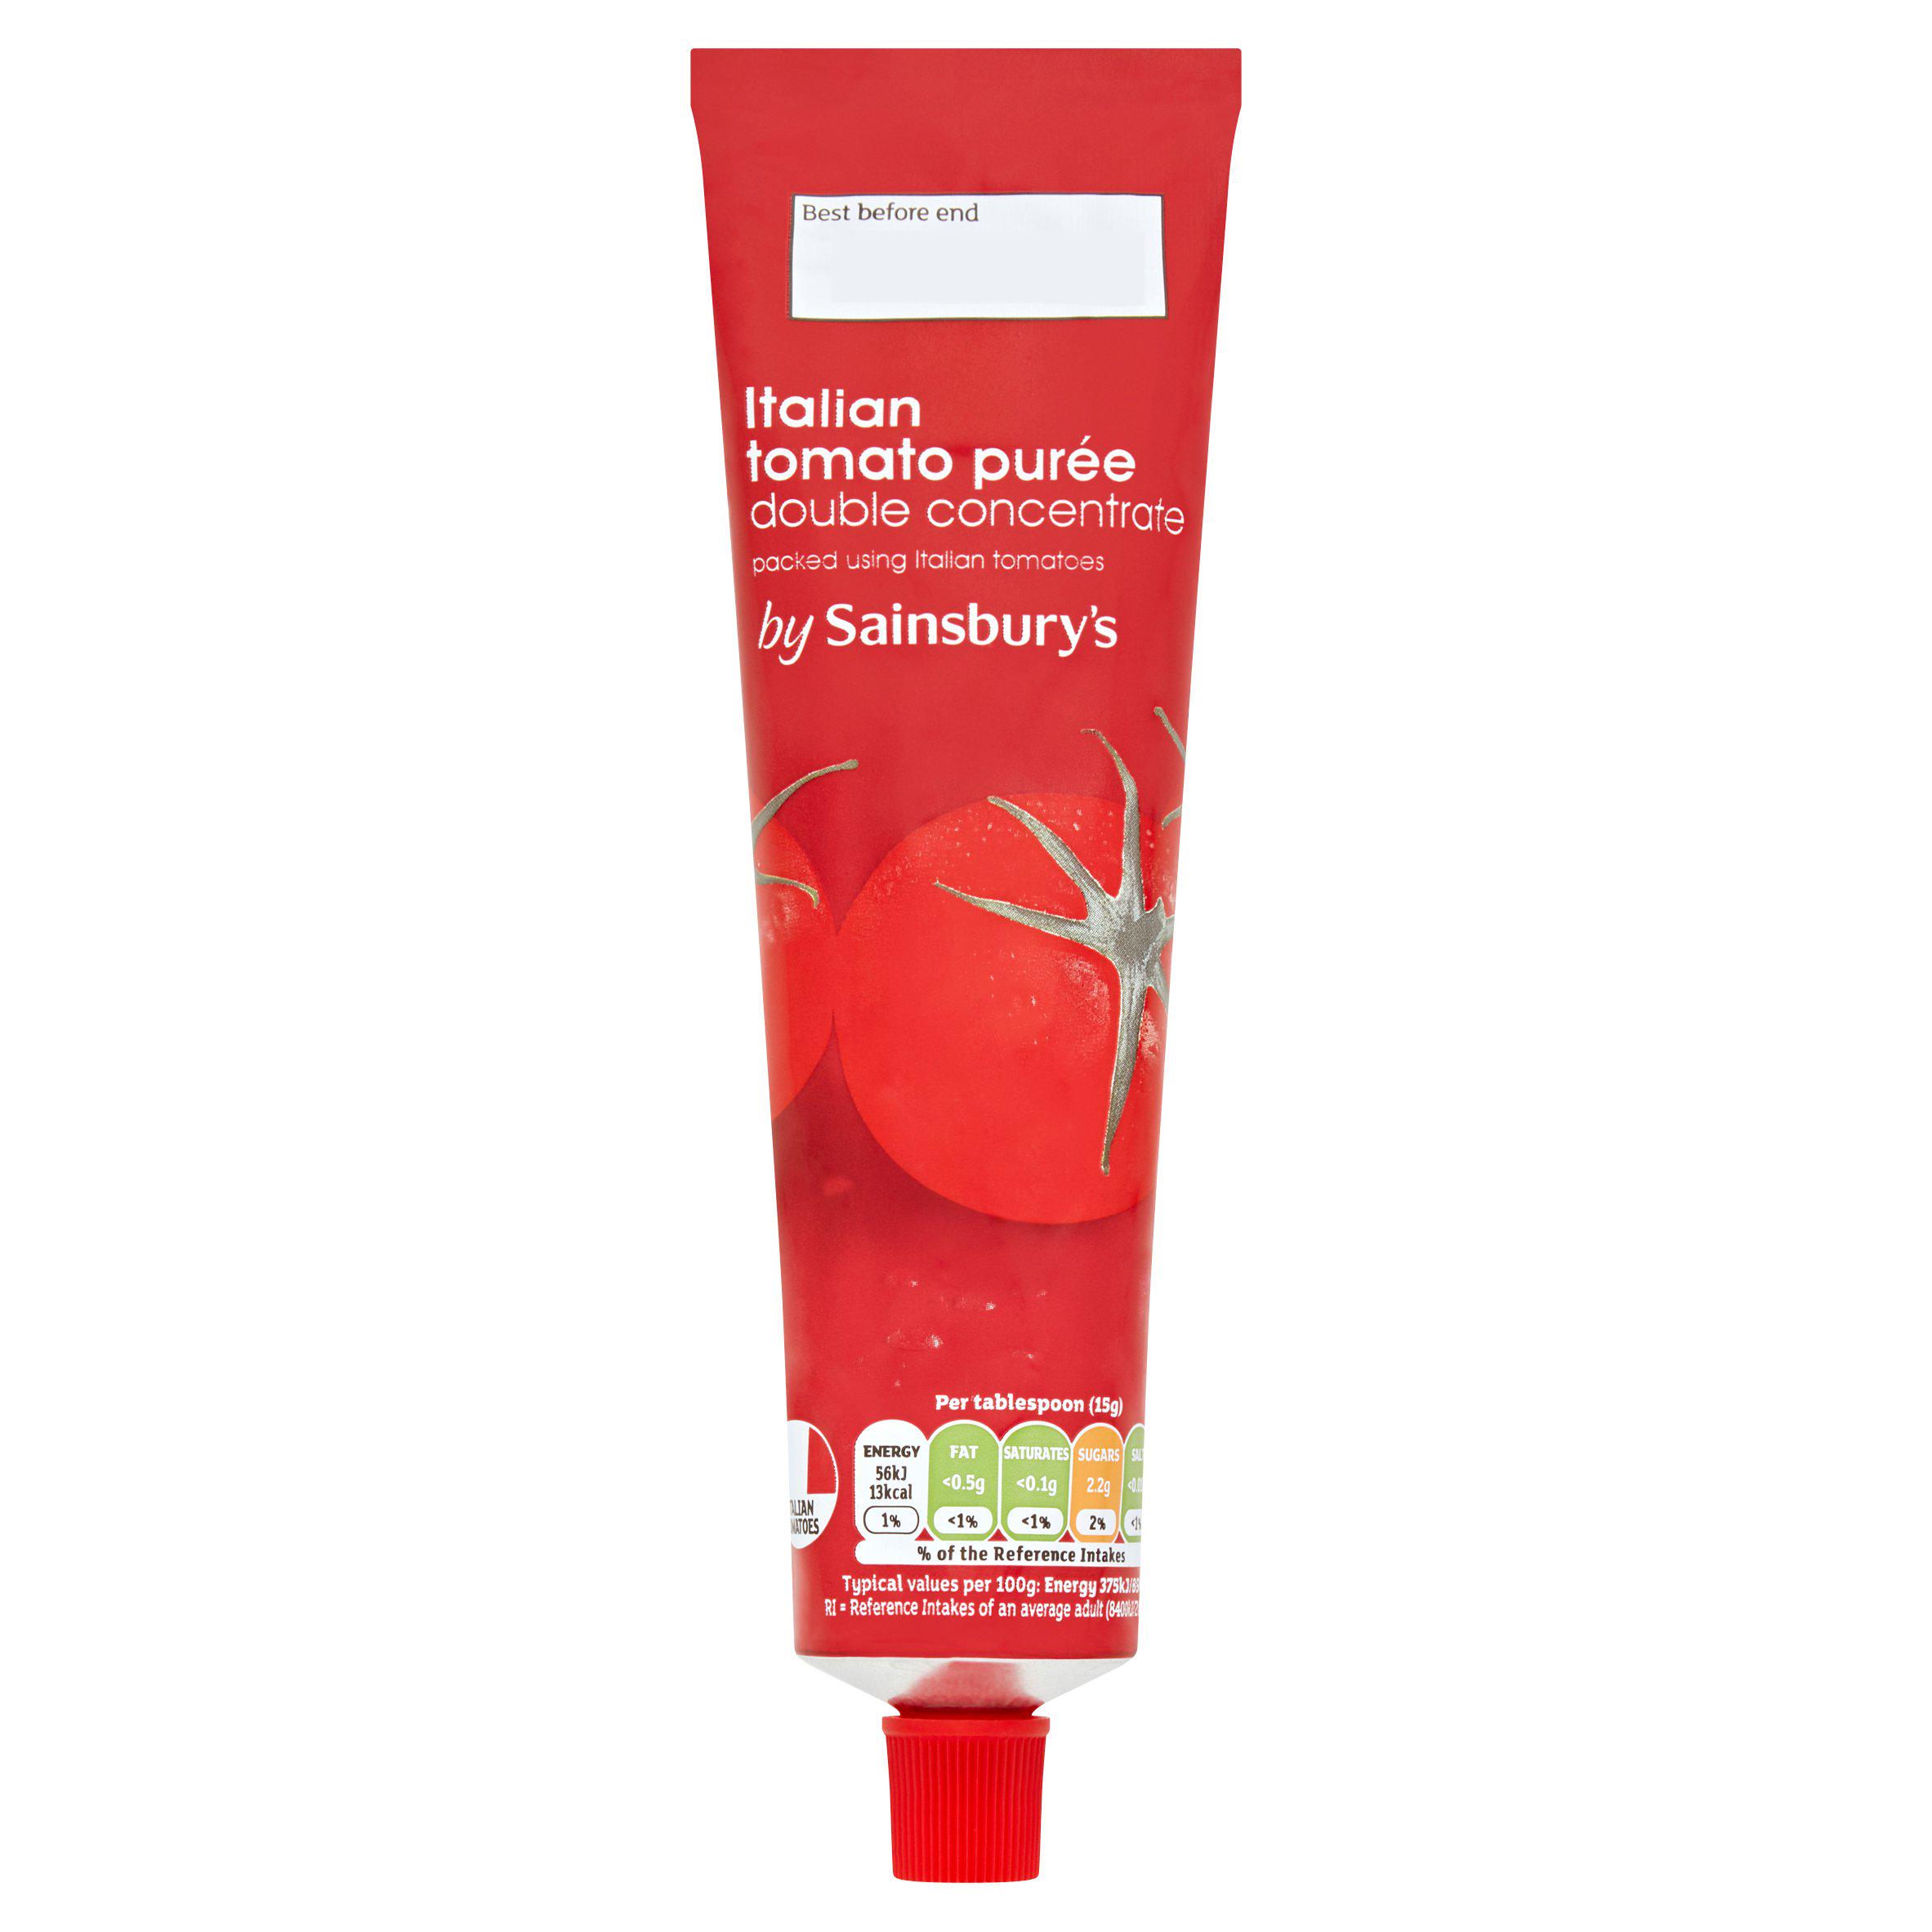 Best before end
Italian
tomato purée
double concentrate
packed using Italian tomatoes
by Sainsbury's
Per tablespoon (15g)
ENERGY
56kJ
13kcal
1%
FAT
<0.5g
<1%
SATURATES
<0.1g
<1%
SUGARS
2.2g
2%
% of the Reference Intakes
Typical values per 100g: Energy 375kJ/
RI = Reference Intakes of an average adult (8400kJ/